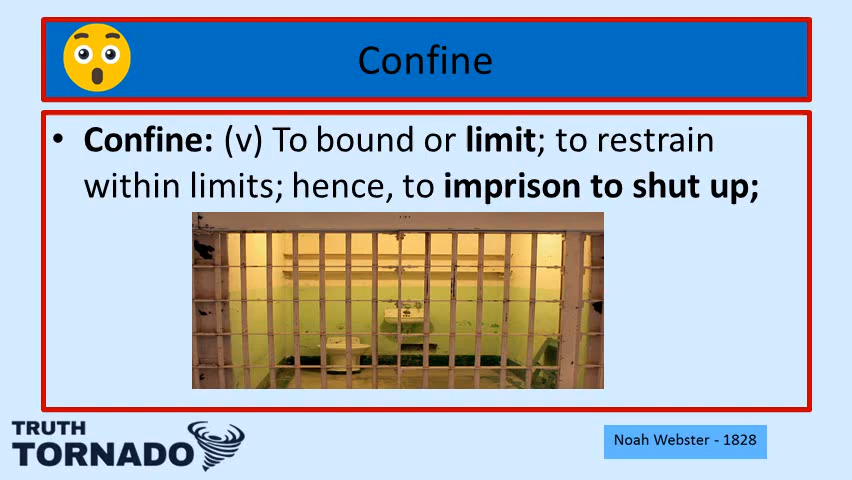 Confine
• Confine: (v) To bound or limit; to restrain
within limits; hence, to imprison to shut up;
TRUTH
TORNADO
Noah Webster - 1828